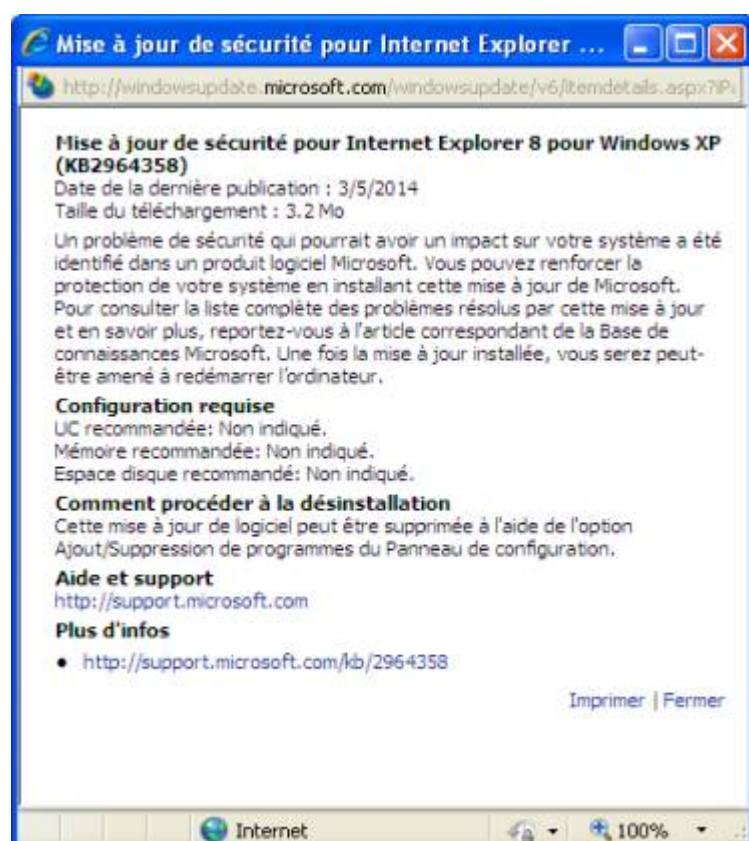 Mise à jour de sécurité pour Internet Explorer ...
http://windowsupdate.microsoft.com/windowsupdate/v6/itemdetails.aspx?IPa
Mise à jour de sécurité pour Internet Explorer 8 pour Windows XP
(KB2964358)
Date de la dernière publication : 3/5/2014
Taille du téléchargement : 3.2 Mo
Un problème de sécurité qui pourrait avoir un impact sur votre système a été
identifié dans un produit logiciel Microsoft. Vous pouvez renforcer la
protection de votre système en installant cette mise à jour de Microsoft.
Pour consulter la liste complète des problèmes résolus par cette mise à jour
et en savoir plus, reportez-vous à l'article correspondant de la Base de
connaissances Microsoft. Une fois la mise à jour installée, vous serez peut-
être amené à redémarrer l'ordinateur.
Configuration requise
UC recommandée: Non indiqué.
Mémoire recommandée: Non indiqué.
Espace disque recommandé: Non indiqué.
Comment procéder à la désinstallation
Cette mise à jour de logiciel peut être supprimée à l'aide de l'option
Ajout/Suppression de programmes du Panneau de configuration.
Aide et support
http://support.microsoft.com
Plus d'infos
• http://support.microsoft.com/kb/2964358
Imprimer | Fermer
Internet 100%